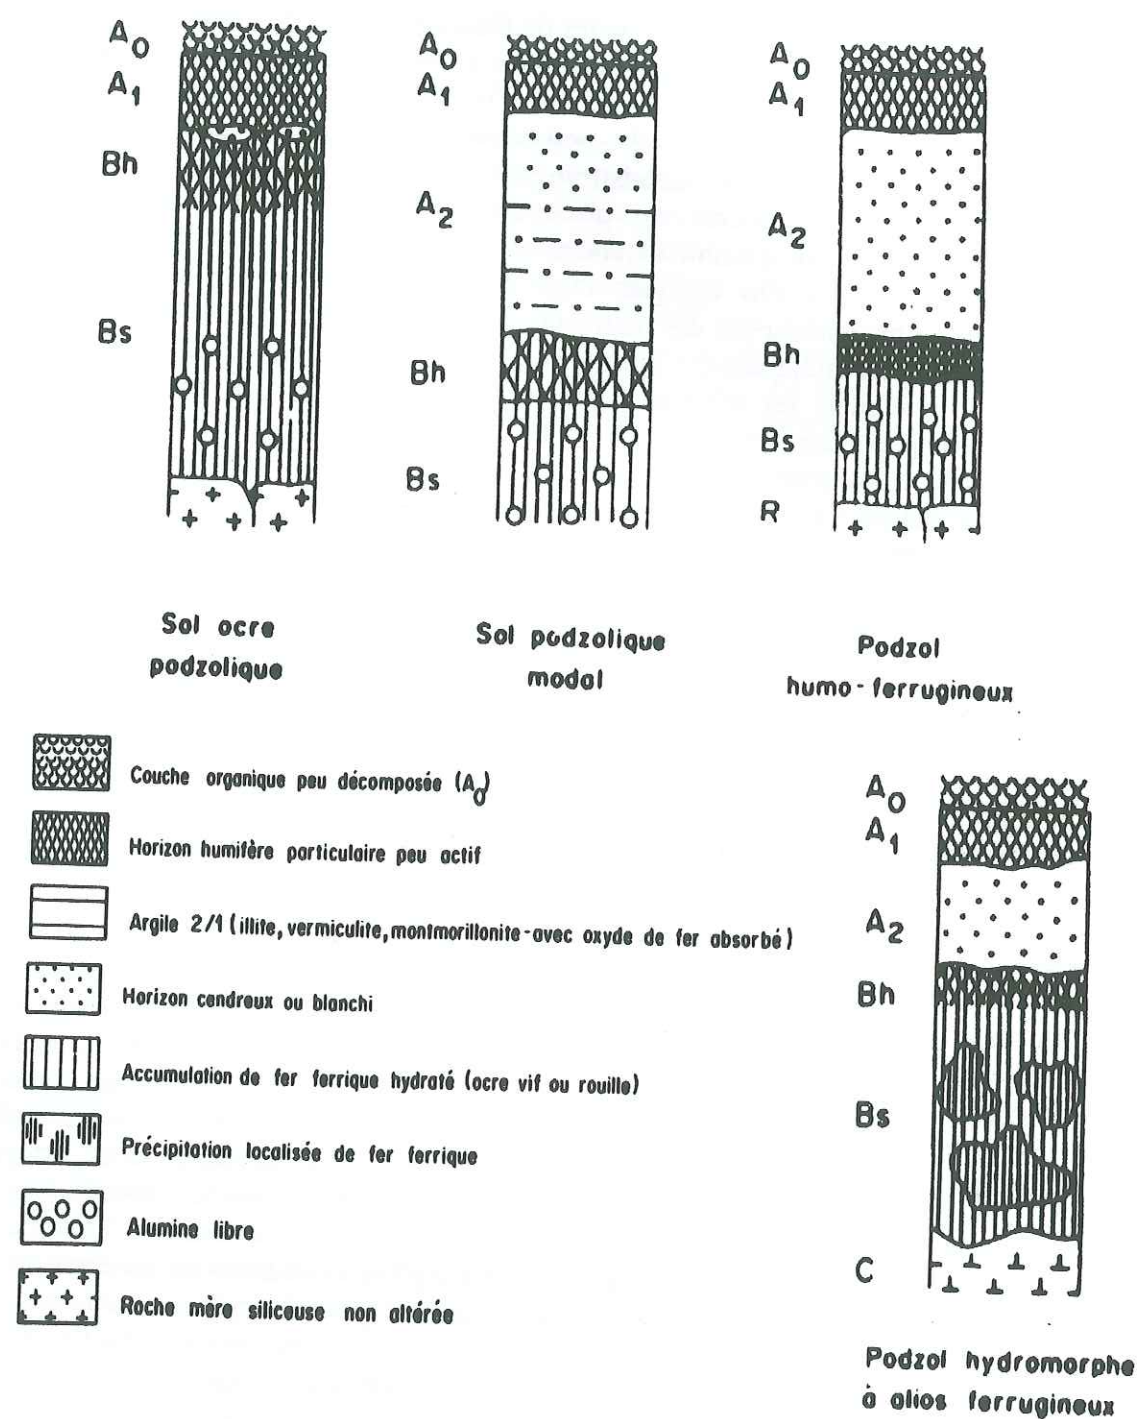 A0
A1
Bh
Bs
A0
A1
A2
Bh
Bs
A0
A1
A2
Bh
Bs
R
Sol ocre
podzolique
Sol podzolique
modal
Podzol
humo-ferrugineux
Couche organique peu décomposée (A0)
Horizon humifère particulaire peu actif
Argile 2/1 (illite, vermiculite, montmorillonite-avec oxyde de fer absorbé)
Horizon cendreux ou blanchi
Accumulation de fer ferrique hydraté (ocre vif ou rouille)
Précipitation localisée de fer ferrique
Alumine libre
Roche mère siliceuse non altérée
A0
A1
A2
Bh
Bs
C
Podzol hydromorphe
à alios ferrugineux